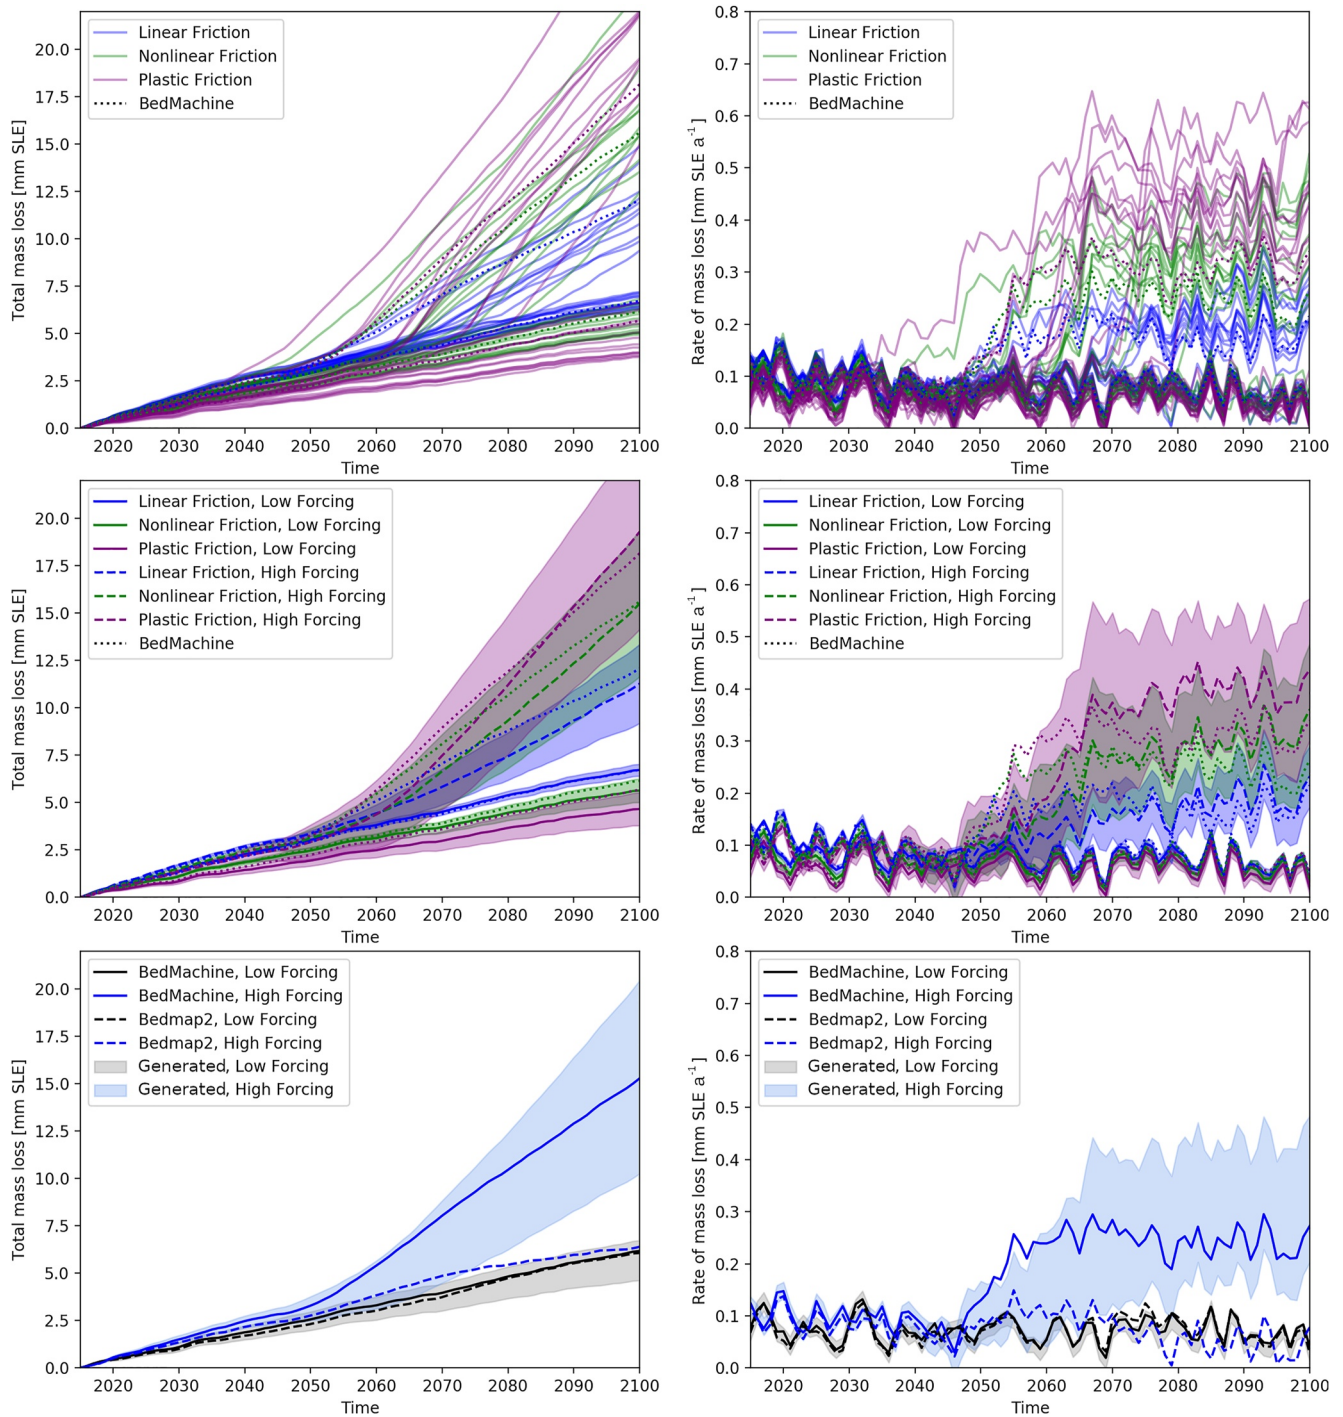 Linear Friction
Nonlinear Friction
Plastic Friction
BedMachine
Total mass loss [mm SLE]
20.0
17.5
15.0
12.5
10.0
7.5
5.0
2.5
0.0
2020 2030 2040 2050 2060 2070 2080 2090 2100
Time
Linear Friction
Nonlinear Friction
Plastic Friction
BedMachine
Rate of mass loss [mm SLE a⁻¹]
0.8
0.7
0.6
0.5
0.4
0.3
0.2
0.1
0.0
2020 2030 2040 2050 2060 2070 2080 2090 2100
Time
Linear Friction, Low Forcing
Nonlinear Friction, Low Forcing
Plastic Friction, Low Forcing
Linear Friction, High Forcing
Nonlinear Friction, High Forcing
Plastic Friction, High Forcing
BedMachine
Total mass loss [mm SLE]
20.0
17.5
15.0
12.5
10.0
7.5
5.0
2.5
0.0
2020 2030 2040 2050 2060 2070 2080 2090 2100
Time
Linear Friction, Low Forcing
Nonlinear Friction, Low Forcing
Plastic Friction, Low Forcing
Linear Friction, High Forcing
Nonlinear Friction, High Forcing
Plastic Friction, High Forcing
BedMachine
Rate of mass loss [mm SLE a⁻¹]
0.8
0.7
0.6
0.5
0.4
0.3
0.2
0.1
0.0
2020 2030 2040 2050 2060 2070 2080 2090 2100
Time
BedMachine, Low Forcing
BedMachine, High Forcing
Bedmap2, Low Forcing
Bedmap2, High Forcing
Generated, Low Forcing
Generated, High Forcing
Total mass loss [mm SLE]
20.0
17.5
15.0
12.5
10.0
7.5
5.0
2.5
0.0
2020 2030 2040 2050 2060 2070 2080 2090 2100
Time
BedMachine, Low Forcing
BedMachine, High Forcing
Bedmap2, Low Forcing
Bedmap2, High Forcing
Generated, Low Forcing
Generated, High Forcing
Rate of mass loss [mm SLE a⁻¹]
0.8
0.7
0.6
0.5
0.4
0.3
0.2
0.1
0.0
2020 2030 2040 2050 2060 2070 2080 2090 2100
Time